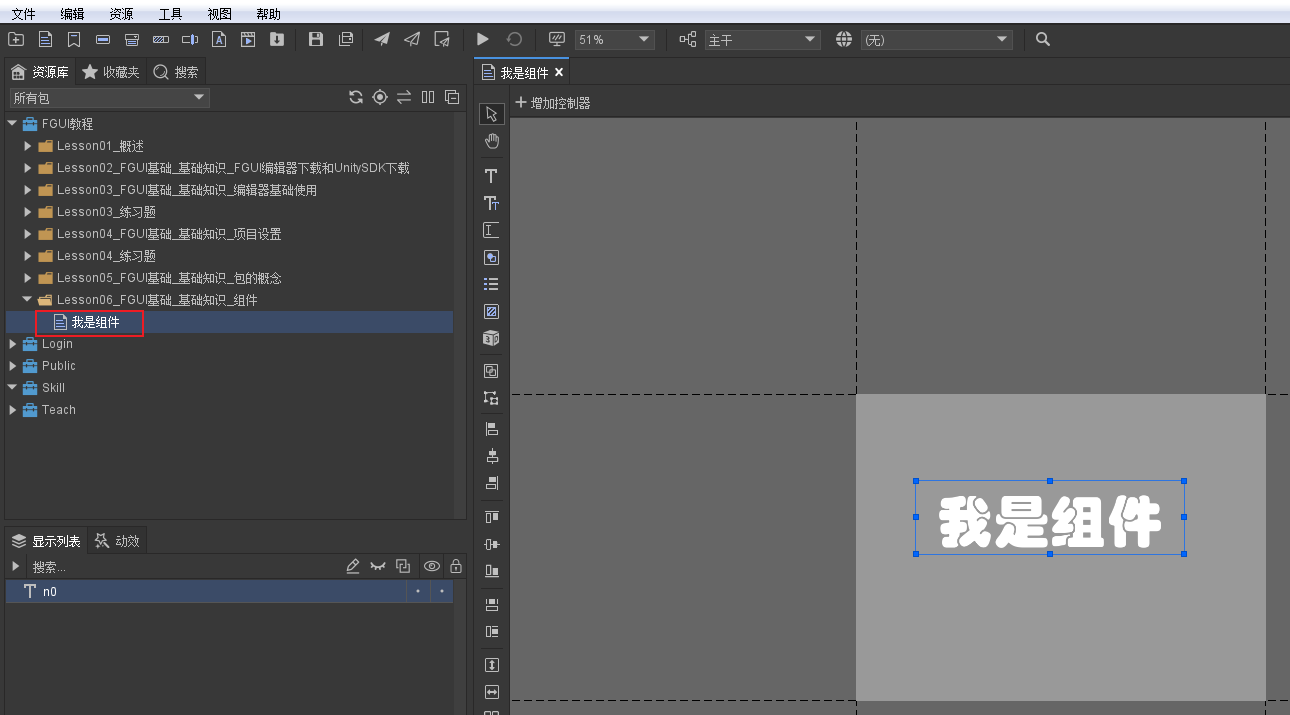 文件 编辑 资源 工具 视图 帮助
51% 主干 (无)
资源库 收藏夹 搜索
我是组件
所有包
增加控制器
FGUI教程
Lesson01_概述
Lesson02_FGUI基础_基础知识_FGUI编辑器下载和UnitySDK下载
Lesson03_FGUI基础_基础知识_编辑器基础使用
Lesson03_练习题
Lesson04_FGUI基础_基础知识_项目设置
Lesson04_练习题
Lesson05_FGUI基础_基础知识_包的概念
Lesson06_FGUI基础_基础知识_组件
我是组件
Login
Public
Skill
Teach
我是组件
显示列表 动效
搜索...
n0